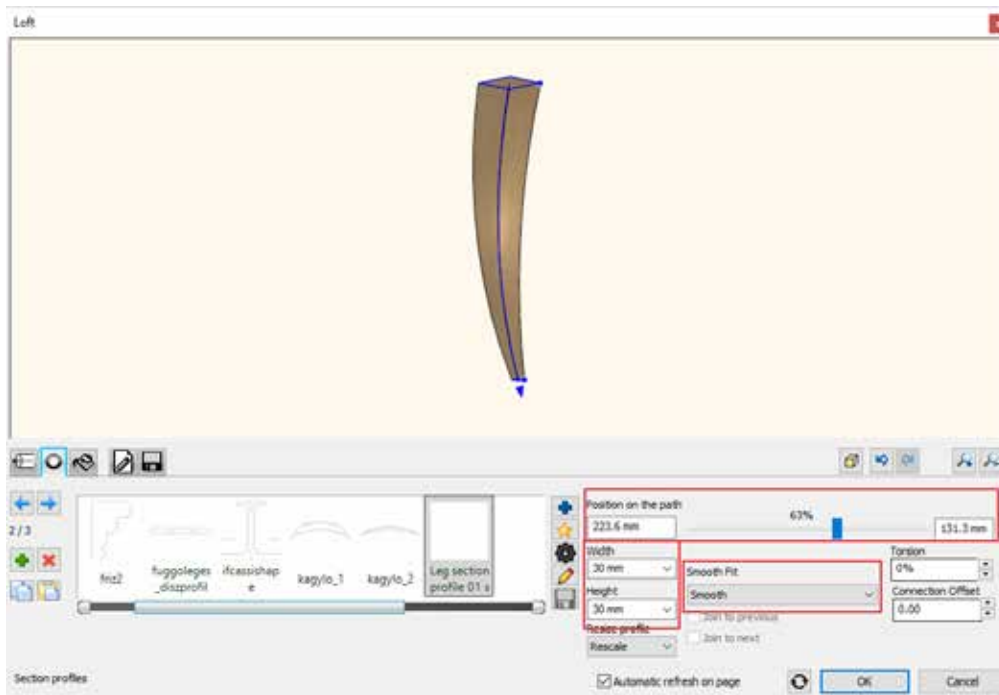 Loft
Position on the path
223.6 mm
63%
131.3 mm
2 / 3
Width
30 mm
Height
30 mm
Resize profile
Rescale
Smooth Fit
Smooth
Join to previous
Join to next
Torsion
0%
Connection Offset
0.00
friz2
fuggoleges
_diszprofil
ifcassishap
e
kagylo_1
kagylo_2
Leg section
profile 01 s
Section profiles
Automatic refresh on page
OK
Cancel